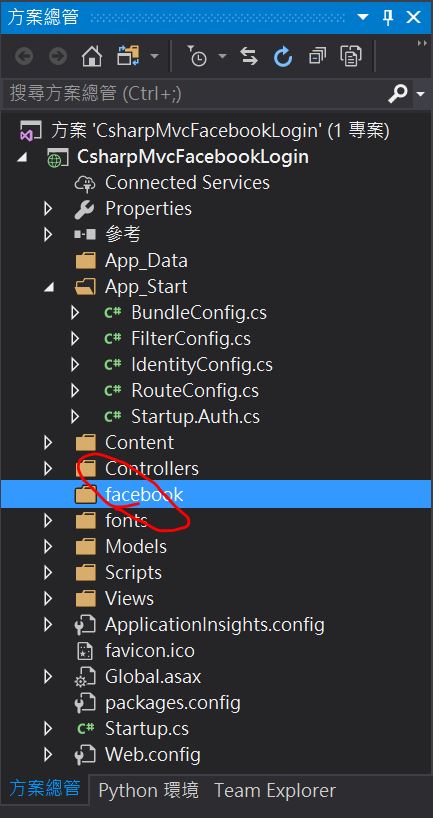 方案總管
搜尋方案總管 (Ctrl+;)
方案 'CsharpMvcFacebookLogin' (1 專案)
CsharpMvcFacebookLogin
Connected Services
Properties
參考
App_Data
App_Start
C# BundleConfig.cs
C# FilterConfig.cs
C# IdentityConfig.cs
C# RouteConfig.cs
C# Startup.Auth.cs
Content
Controllers
facebook
fonts
Models
Scripts
Views
ApplicationInsights.config
favicon.ico
Global.asax
packages.config
C# Startup.cs
Web.config
方案總管 Python 環境 Team Explorer